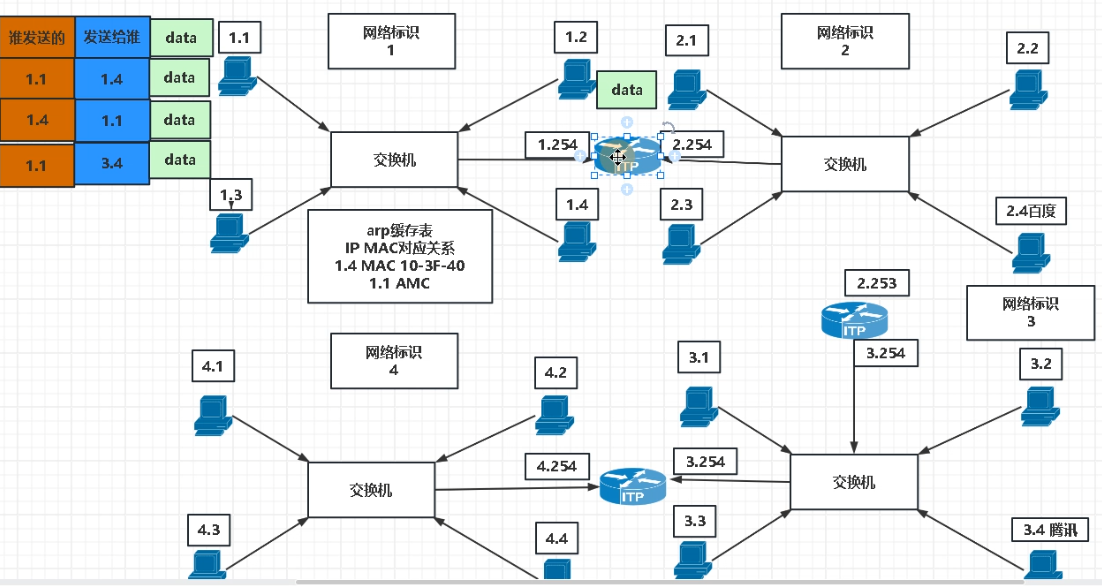 谁发送的 发送给谁 data
1.1 1.4 data
1.4 1.1 data
1.1 3.4 data
1.1
网络标识
1
1.2
data
1.3
交换机
1.254
ITP
2.254
1.4
arp缓存表
IP MAC对应关系
1.4 MAC 10-3F-40
1.1 AMC
2.1
网络标识
2
2.2
交换机
2.3
2.4百度
2.253
ITP
3.254
网络标识
3
4.1
网络标识
4
4.2
交换机
4.254
ITP
3.254
4.3
4.4
3.1
3.2
交换机
3.3
3.4 腾讯